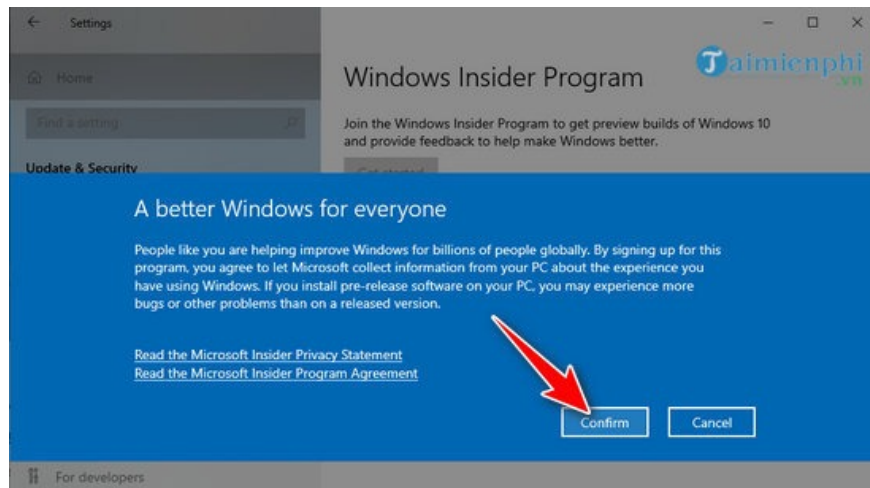 Settings
Home
Find a setting
Update & Security
Windows Insider Program
Taimienphi
.vn
Join the Windows Insider Program to get preview builds of Windows 10
and provide feedback to help make Windows better.
Get started
A better Windows for everyone
People like you are helping improve Windows for billions of people globally. By signing up for this
program, you agree to let Microsoft collect information from your PC about the experience you
have using Windows. If you install pre-release software on your PC, you may experience more
bugs or other problems than on a released version.
Read the Microsoft Insider Privacy Statement
Read the Microsoft Insider Program Agreement
Confirm
Cancel
For developers